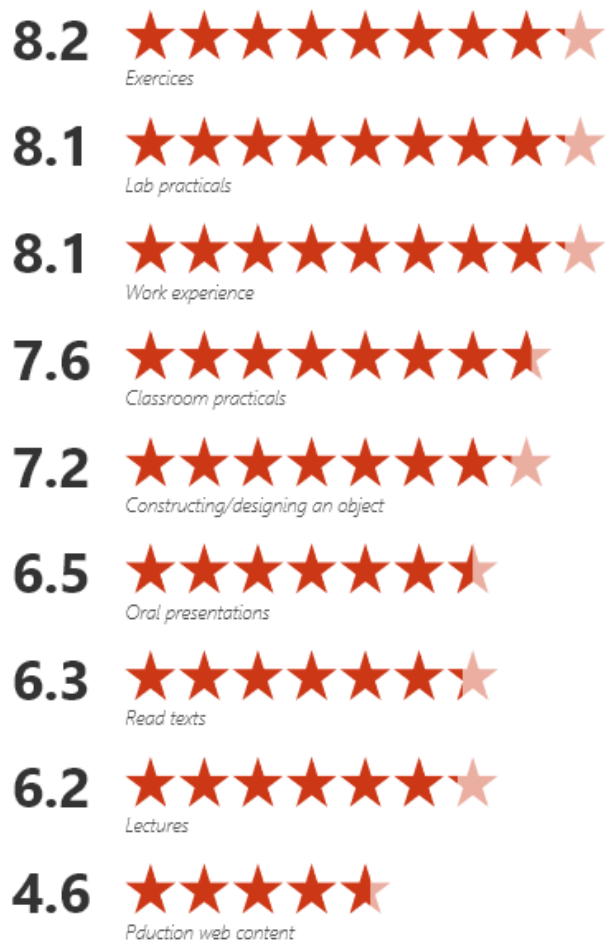 8.2
Exercices
8.1
Lab practicals
8.1
Work experience
7.6
Classroom practicals
7.2
Constructing/designing an object
6.5
Oral presentations
6.3
Read texts
6.2
Lectures
4.6
Pduction web content